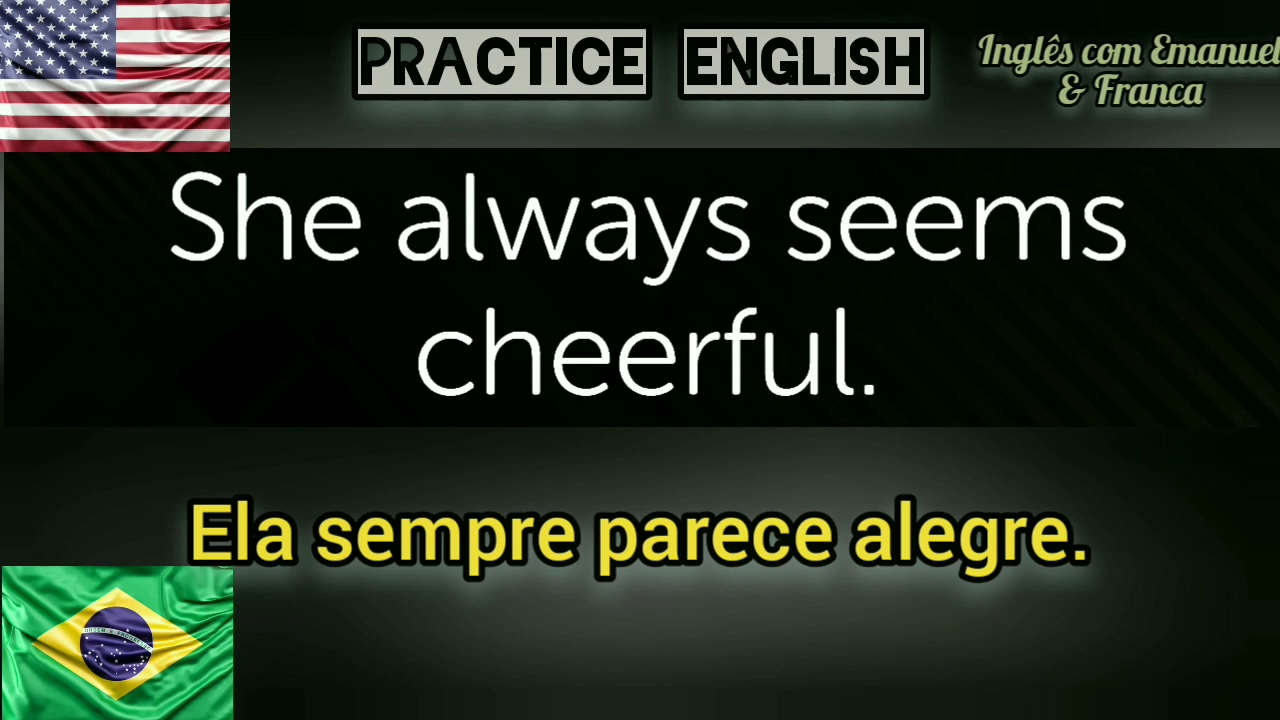 PRACTICE ENGLISH
Inglês com Emanuel
& Franca
She always seems
cheerful.
Ela sempre parece alegre.